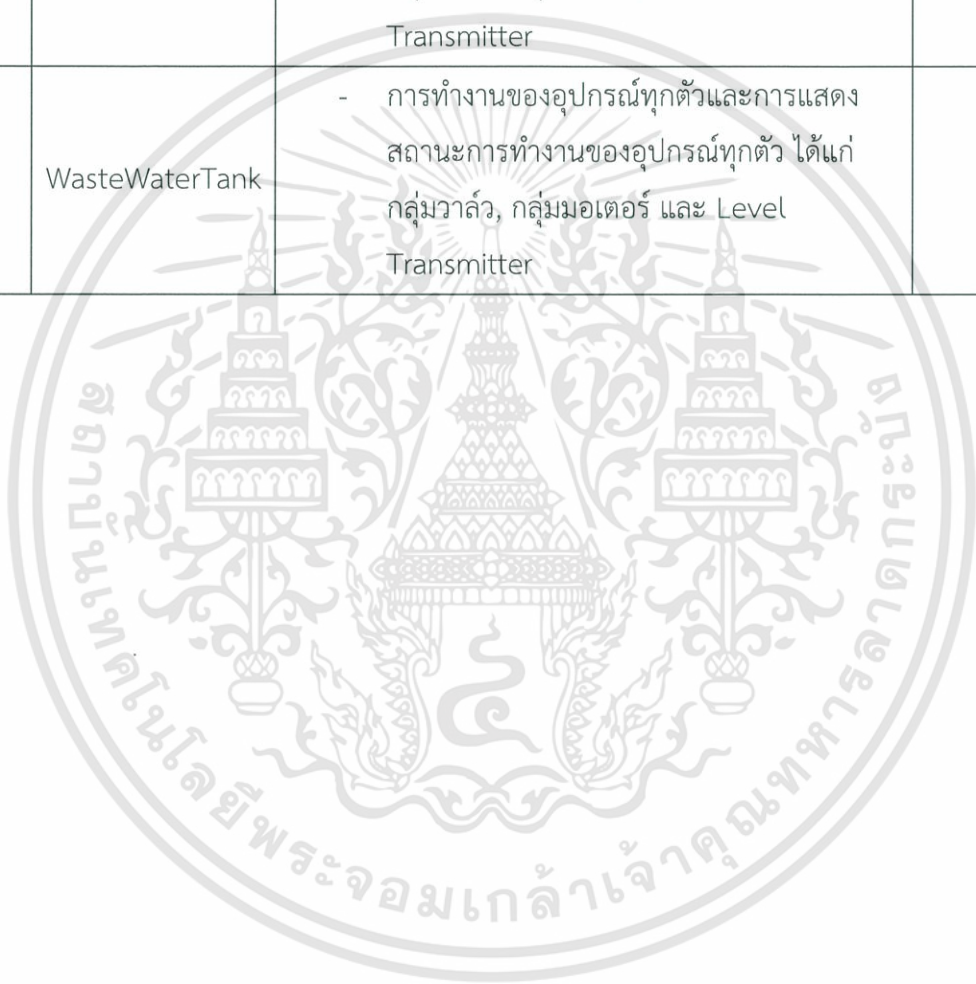 Transmitter
WasteWaterTank
- การทำงานของอุปกรณ์ทุกตัวและการแสดง
สถานะการทำงานของอุปกรณ์ทุกตัว ได้แก่
กลุ่มวาล์ว, กลุ่มมอเตอร์ และ Level
Transmitter
สถาบันเทคโนโลยีพระจอมเกล้าเจ้าคุณทหารลาดกระบัง